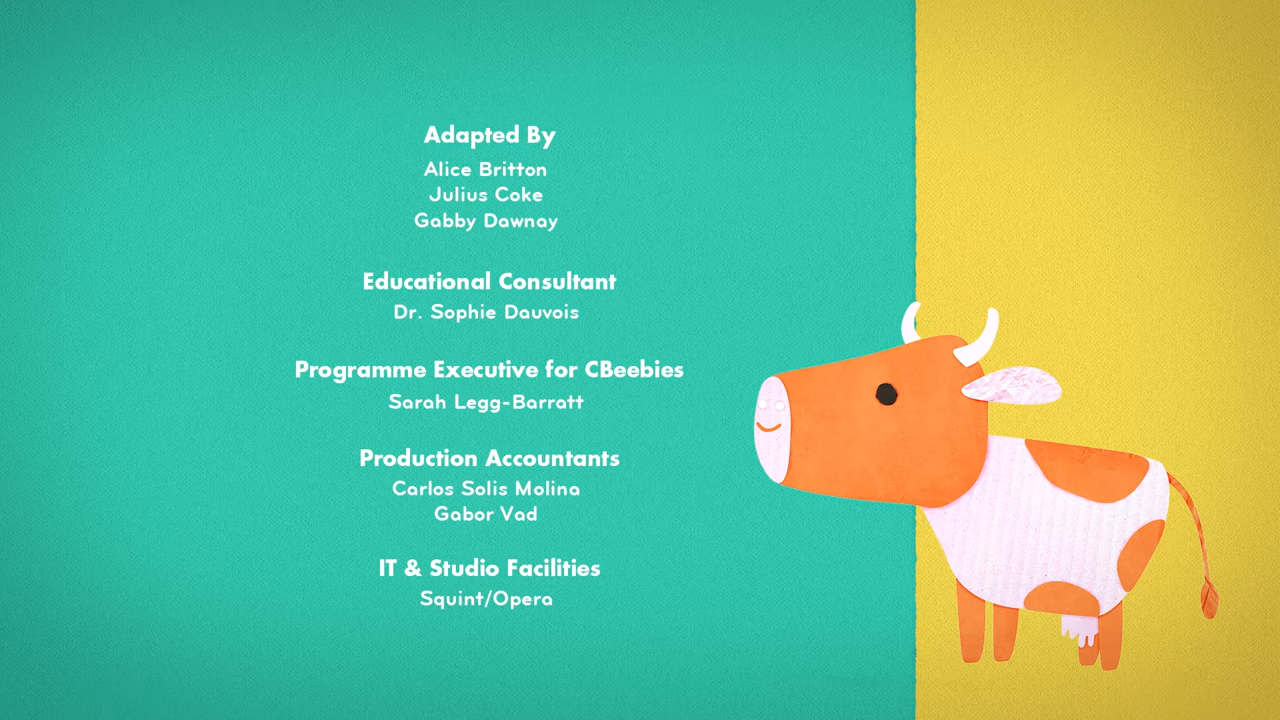 Adapted By
Alice Britton
Julius Coke
Gabby Dawnay
Educational Consultant
Dr. Sophie Dauvois
Programme Executive for CBeebies
Sarah Legg-Barratt
Production Accountants
Carlos Solis Molina
Gabor Vad
IT & Studio Facilities
Squint/Opera